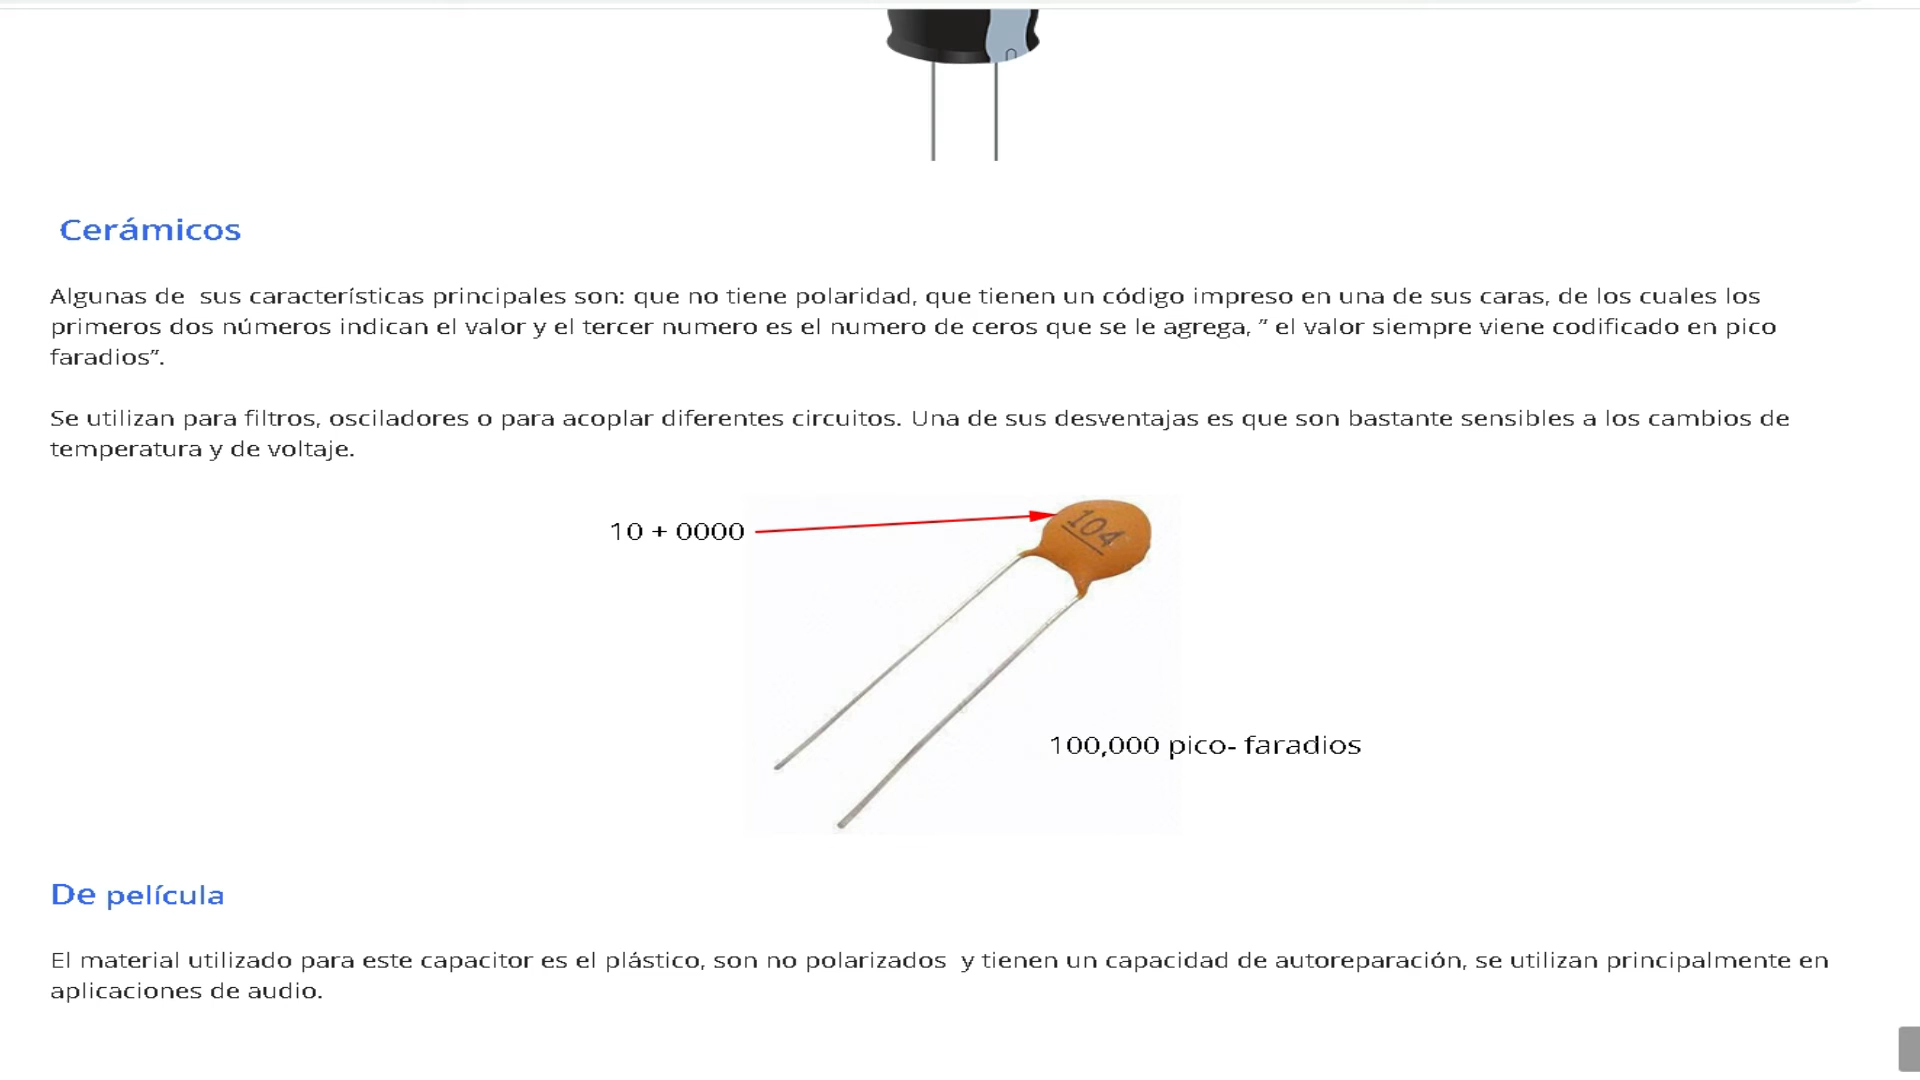 Cerámicos
Algunas de  sus características principales son: que no tiene polaridad, que tienen un código impreso en una de sus caras, de los cuales los
primeros dos números indican el valor y el tercer numero es el numero de ceros que se le agrega, ” el valor siempre viene codificado en pico
faradios”.
Se utilizan para filtros, osciladores o para acoplar diferentes circuitos. Una de sus desventajas es que son bastante sensibles a los cambios de
temperatura y de voltaje.
10 + 0000
104
100,000 pico- faradios
De película
El material utilizado para este capacitor es el plástico, son no polarizados  y tienen un capacidad de autoreparación, se utilizan principalmente en
aplicaciones de audio.